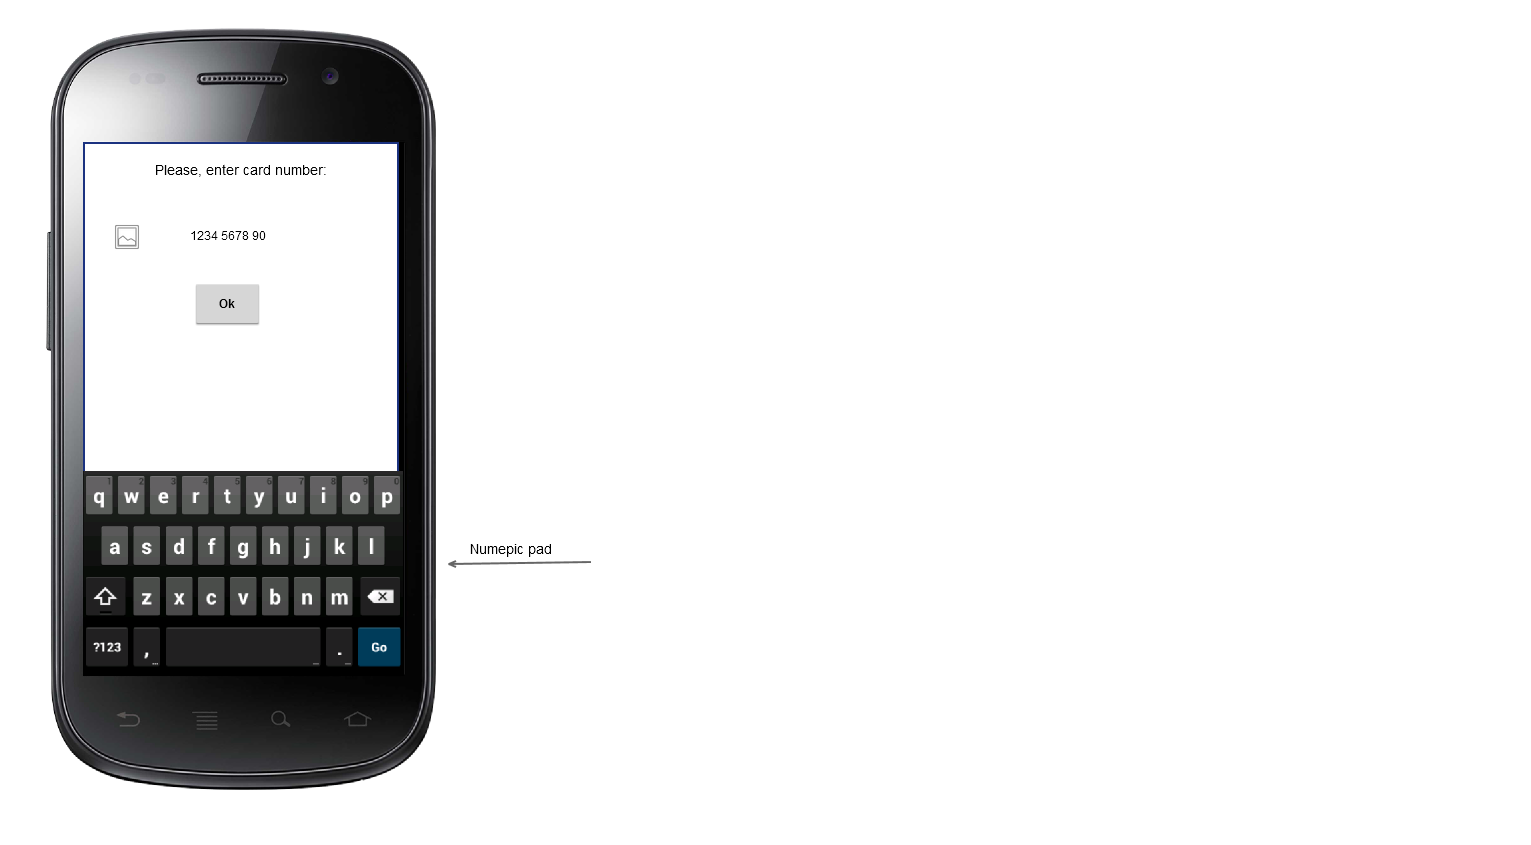 Please, enter card number:
1234 5678 90
Ok
1 2 3 4 5 6 7 8 9 0
q w e r t y u i o p
a s d f g h j k l
Numepic pad
z x c v b n m
?123 , ... ... . ... Go